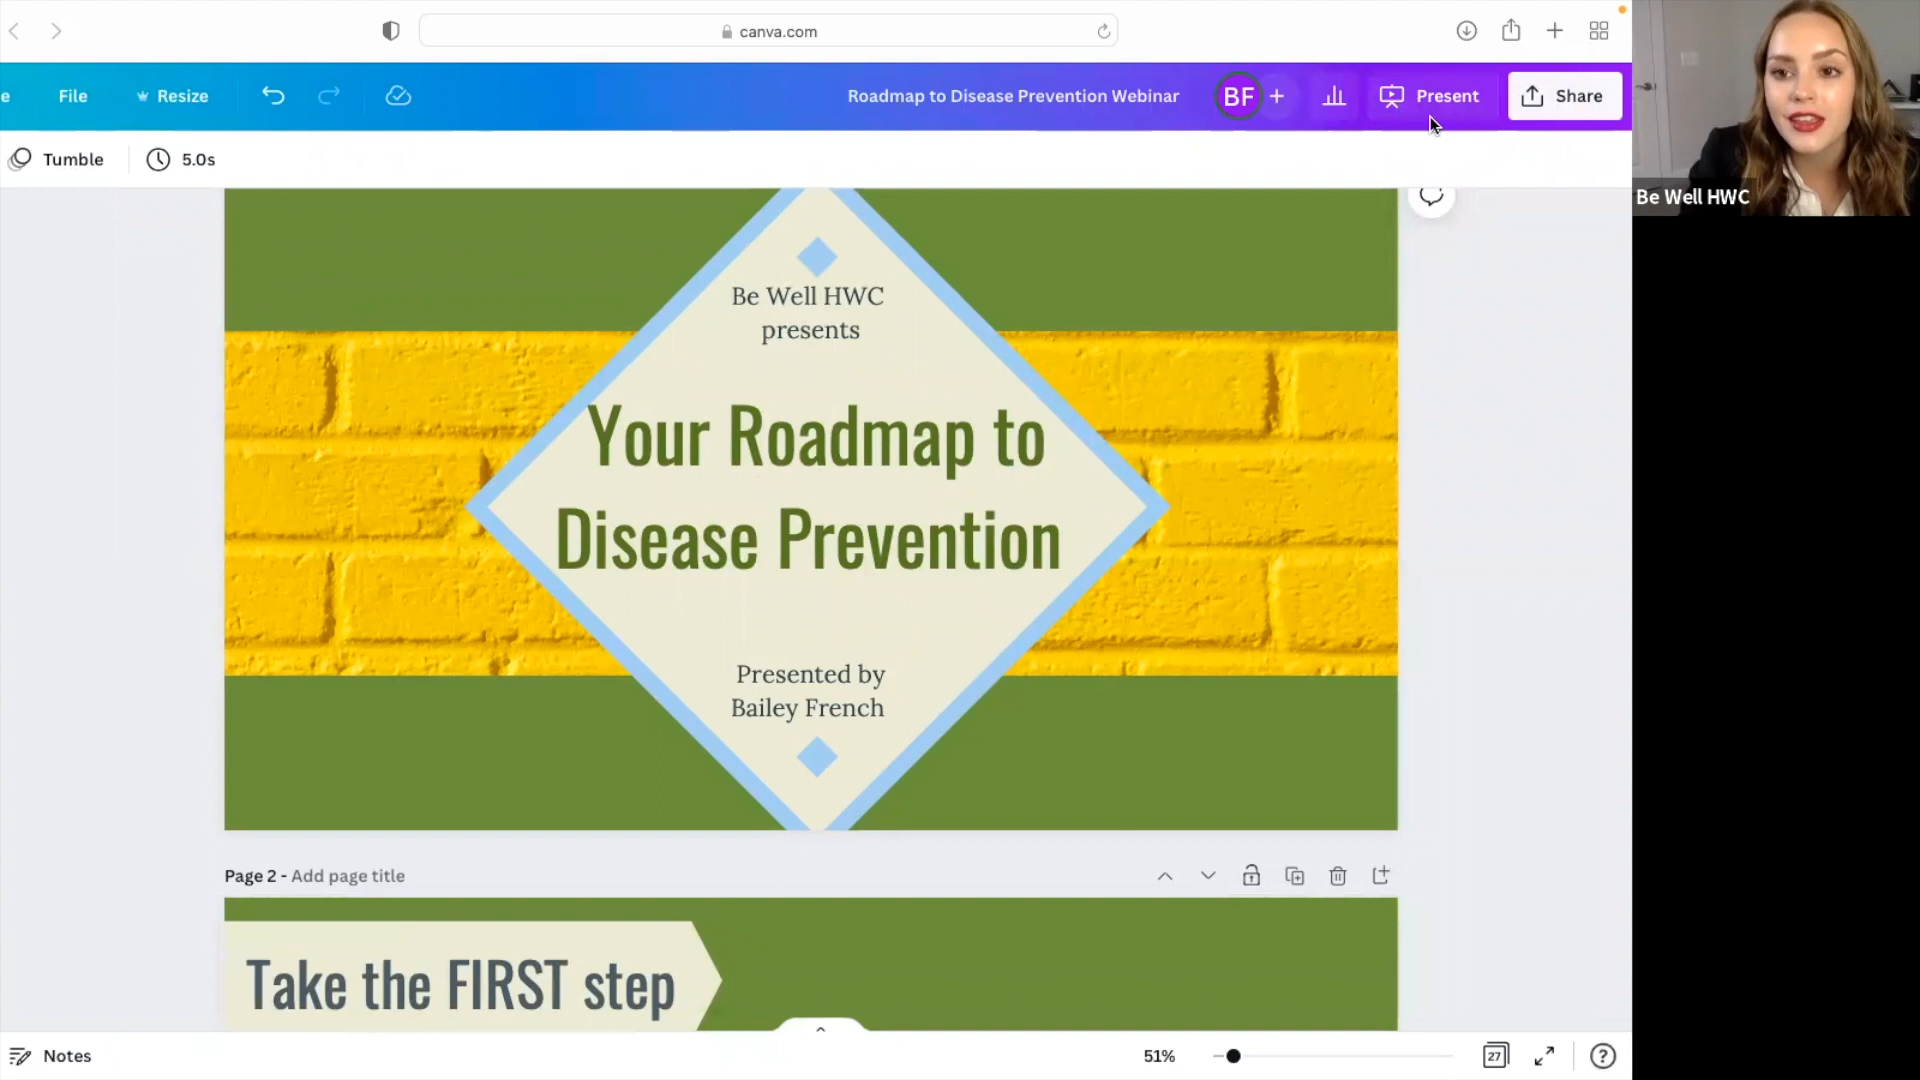 canva.com
e
File
Resize
Roadmap to Disease Prevention Webinar
BF
+
Present
Share
Tumble
5.0s
Be Well HWC
Be Well HWC
presents
Your Roadmap to
Disease Prevention
Presented by
Bailey French
Page 2 - Add page title
Take the FIRST step
Notes
51%
27
?